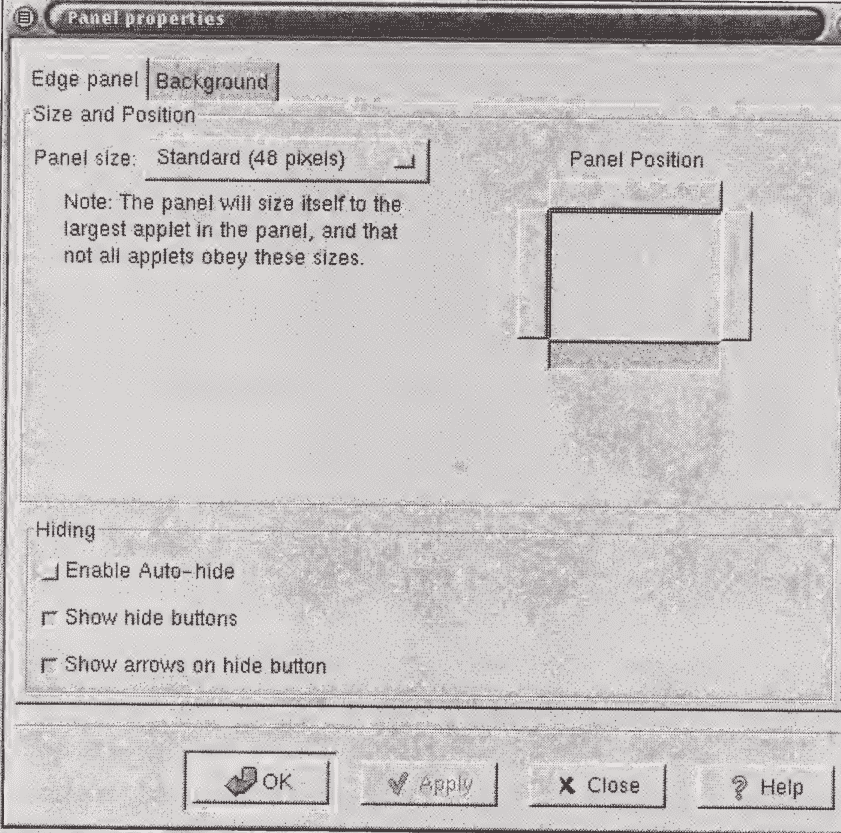 Panel properties
Edge panel Background
Size and Position
Panel size: Standard (48 pixels)
Panel Position
Note: The panel will size itself to the
largest applet in the panel, and that
not all applets obey these sizes.
Hiding
Enable Auto-hide
Show hide buttons
Show arrows on hide button
OK Apply Close Help